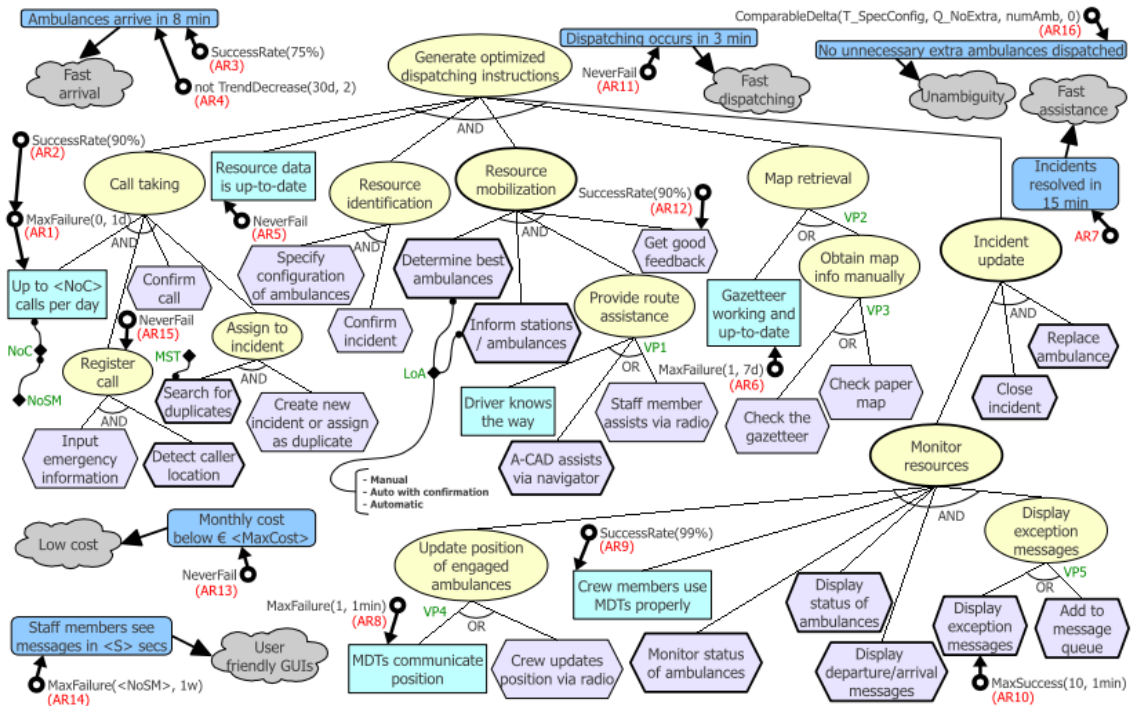 Ambulances arrive in 8 min
SuccessRate(75%)
(AR3)
Fast
arrival
not TrendDecrease(30d, 2)
(AR4)
Generate optimized
dispatching instructions
AND
Dispatching occurs in 3 min
NeverFail
(AR11)
Fast
dispatching
ComparableDelta(T_SpecConfig, Q_NoExtra, numAmb, 0)
(AR16)
No unnecessary extra ambulances dispatched
Unambiguity
Fast
assistance
Incidents
resolved in
15 min
AR7
SuccessRate(90%)
(AR2)
MaxFailure(0, 1d)
(AR1)
Up to <NoC>
calls per day
NoC
NoSM
Call taking
AND
Resource data
is up-to-date
NeverFail
(AR5)
Resource
identification
AND
Resource
mobilization
AND
SuccessRate(90%)
(AR12)
Get good
feedback
Map retrieval
VP2
OR
Incident
update
AND
Confirm
call
NeverFail
(AR15)
Register
call
AND
Input
emergency
information
Detect caller
location
MST
Assign to
incident
AND
Search for
duplicates
Create new
incident or assign
as duplicate
Specify
configuration
of ambulances
Confirm
incident
Determine best
ambulances
Inform stations
/ ambulances
LoA
- Manual
- Auto with confirmation
- Automatic
Provide route
assistance
VP1
OR
Driver knows
the way
A-CAD assists
via navigator
Staff member
assists via radio
Gazetteer
working and
up-to-date
MaxFailure(1, 7d)
(AR6)
Obtain map
info manually
VP3
OR
Check the
gazetteer
Check paper
map
Replace
ambulance
Close
incident
Monitor
resources
AND
Low cost
Monthly cost
below € <MaxCost>
NeverFail
(AR13)
Staff members see
messages in <S> secs
User
friendly GUIs
MaxFailure(<NoSM>, 1w)
(AR14)
Update position
of engaged
ambulances
VP4
OR
MaxFailure(1, 1min)
(AR8)
MDTs communicate
position
Crew updates
position via radio
SuccessRate(99%)
(AR9)
Crew members use
MDTs properly
Monitor status
of ambulances
Display
status of
ambulances
Display
departure/arrival
messages
Display
exception
messages
VP5
OR
Display
exception
messages
Add to
message
queue
MaxSuccess(10, 1min)
(AR10)